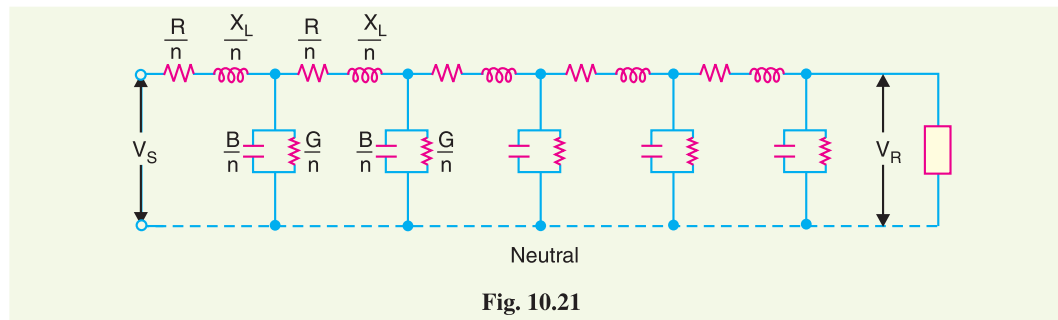 R/n X_L/n R/n X_L/n
V_S B/n G/n B/n G/n V_R
Neutral
Fig. 10.21